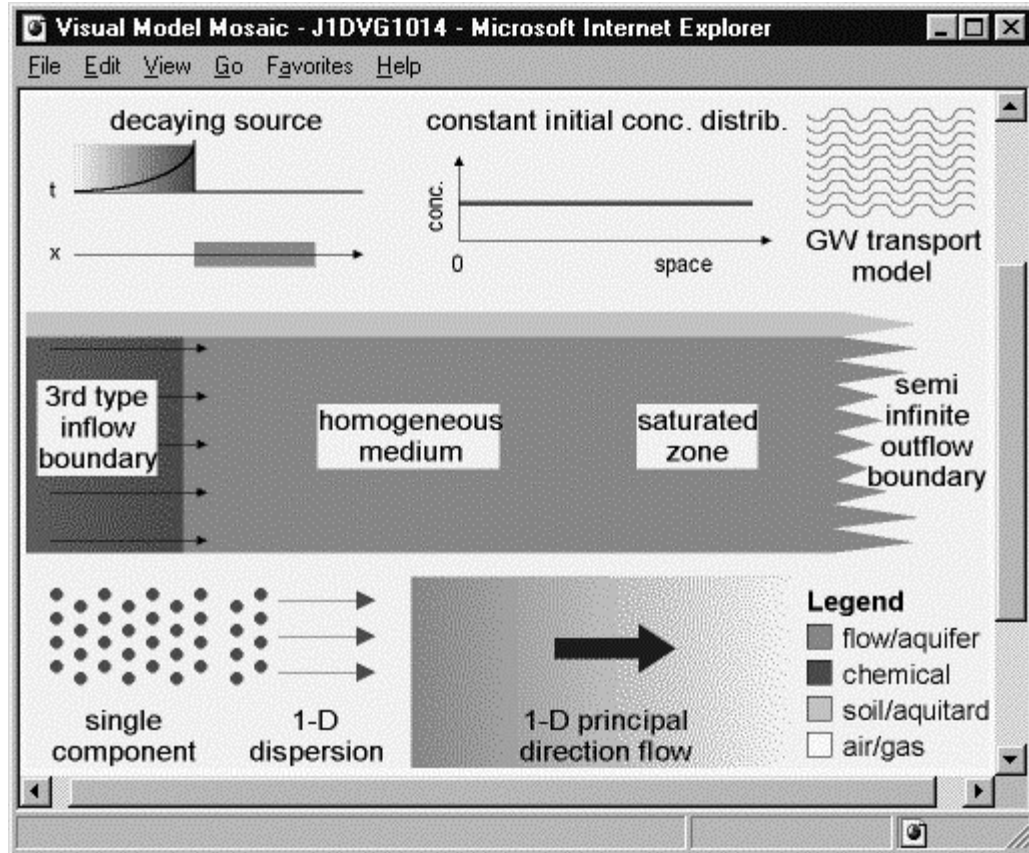 Visual Model Mosaic - J1DVG1014 - Microsoft Internet Explorer
File Edit View Go Favorites Help
decaying source
t
x
constant initial conc. distrib.
conc.
0
space
GW transport
model
3rd type
inflow
boundary
homogeneous
medium
saturated
zone
semi
infinite
outflow
boundary
single
component
1-D
dispersion
1-D principal
direction flow
Legend
flow/aquifer
chemical
soil/aquitard
air/gas